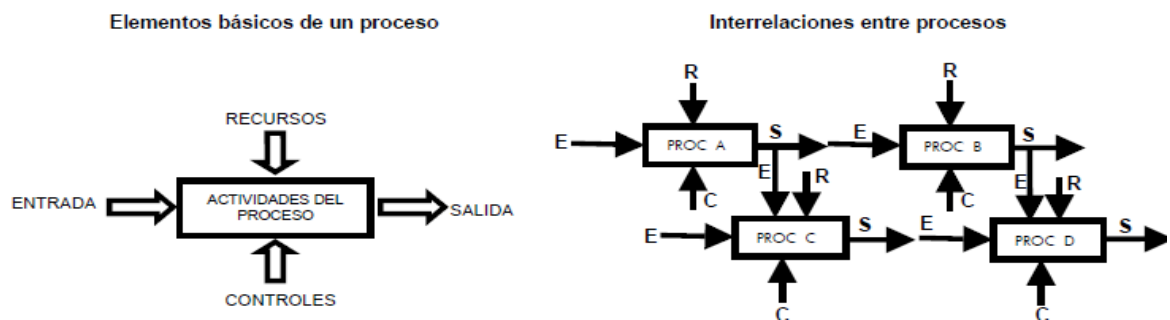 Elementos básicos de un proceso
RECURSOS
ENTRADA
ACTIVIDADES DEL
PROCESO
SALIDA
CONTROLES
Interrelaciones entre procesos
R
R
E
PROC A
S
E
PROC B
S
E
R
E
R
C
C
E
PROC C
S
E
PROC D
S
C
C